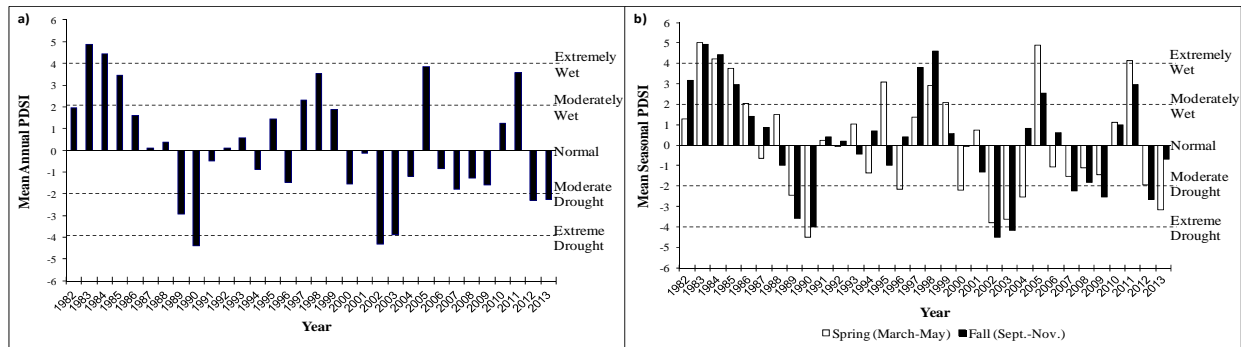 a)
Mean Annual PDSI
6
5
4
3
2
1
0
-1
-2
-3
-4
-5
-6
Extremely
Wet
Moderately
Wet
Normal
Moderate
Drought
Extreme
Drought
1982 1983 1984 1985 1986 1987 1988 1989 1990 1991 1992 1993 1994 1995 1996 1997 1998 1999 2000 2001 2002 2003 2004 2005 2006 2007 2008 2009 2010 2011 2012 2013
Year
b)
Mean Seasonal PDSI
6
5
4
3
2
1
0
-1
-2
-3
-4
-5
-6
Extremely
Wet
Moderately
Wet
Normal
Moderate
Drought
Extreme
Drought
1982 1983 1984 1985 1986 1987 1988 1989 1990 1991 1992 1993 1994 1995 1996 1997 1998 1999 2000 2001 2002 2003 2004 2005 2006 2007 2008 2009 2010 2011 2012 2013
Year
Spring (March-May) Fall (Sept.-Nov.)